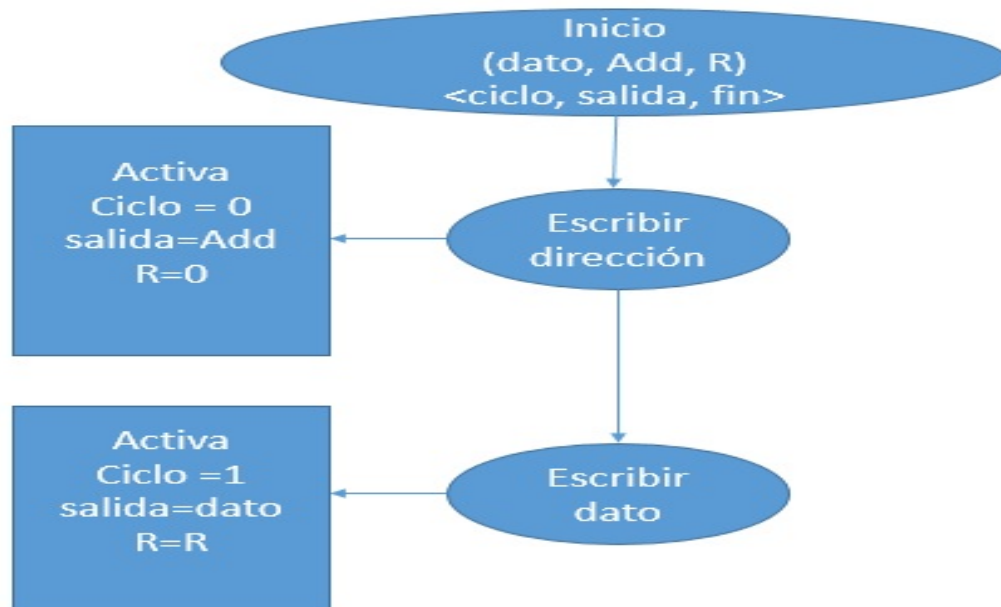 Inicio
(dato, Add, R)
<ciclo, salida, fin>
Activa
Ciclo = 0
salida=Add
R=0
Escribir
dirección
Activa
Ciclo =1
salida=dato
R=R
Escribir
dato